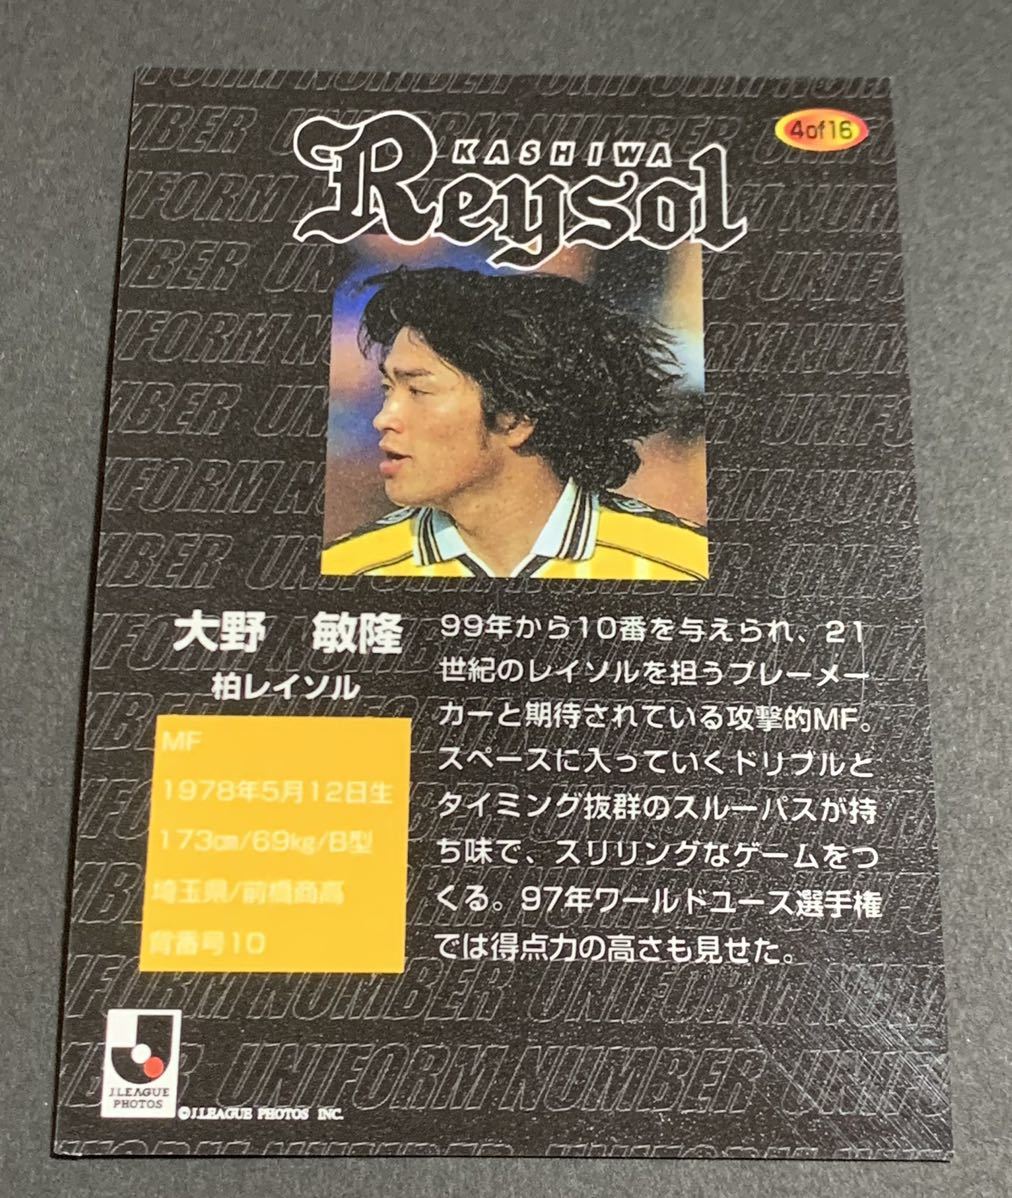 4of16
KASHIWA
Reysol
大野 敏隆
柏レイソル
MF
1978年5月12日生
173cm/69kg/B型
埼玉県/前橋商高
背番号10
99年から10番を与えられ、21
世紀のレイソルを担うプレーメー
カーと期待されている攻撃的MF。
スペースに入っていくドリブルと
タイミング抜群のスルーパスが持
ち味で、スリリングなゲームをつ
くる。97年ワールドユース選手権
では得点力の高さも見せた。
J.LEAGUE
PHOTOS
©J.LEAGUE PHOTOS INC.
UNIFORM NUMBER